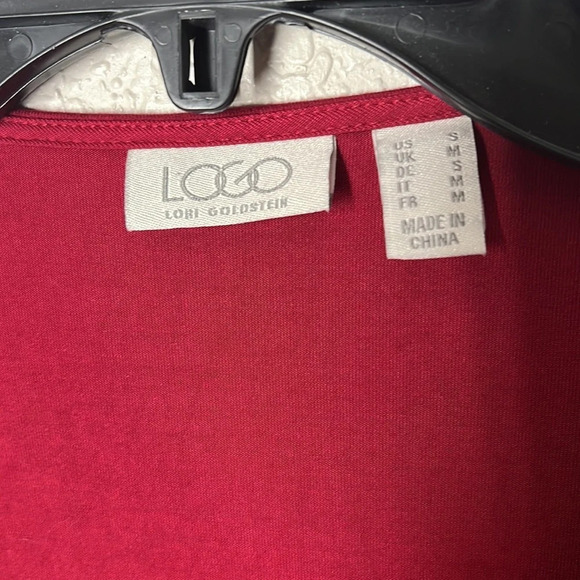 LOGO
LORI GOLDSTEIN
US S
UK M
DE S
IT M
FR M
MADE IN
CHINA